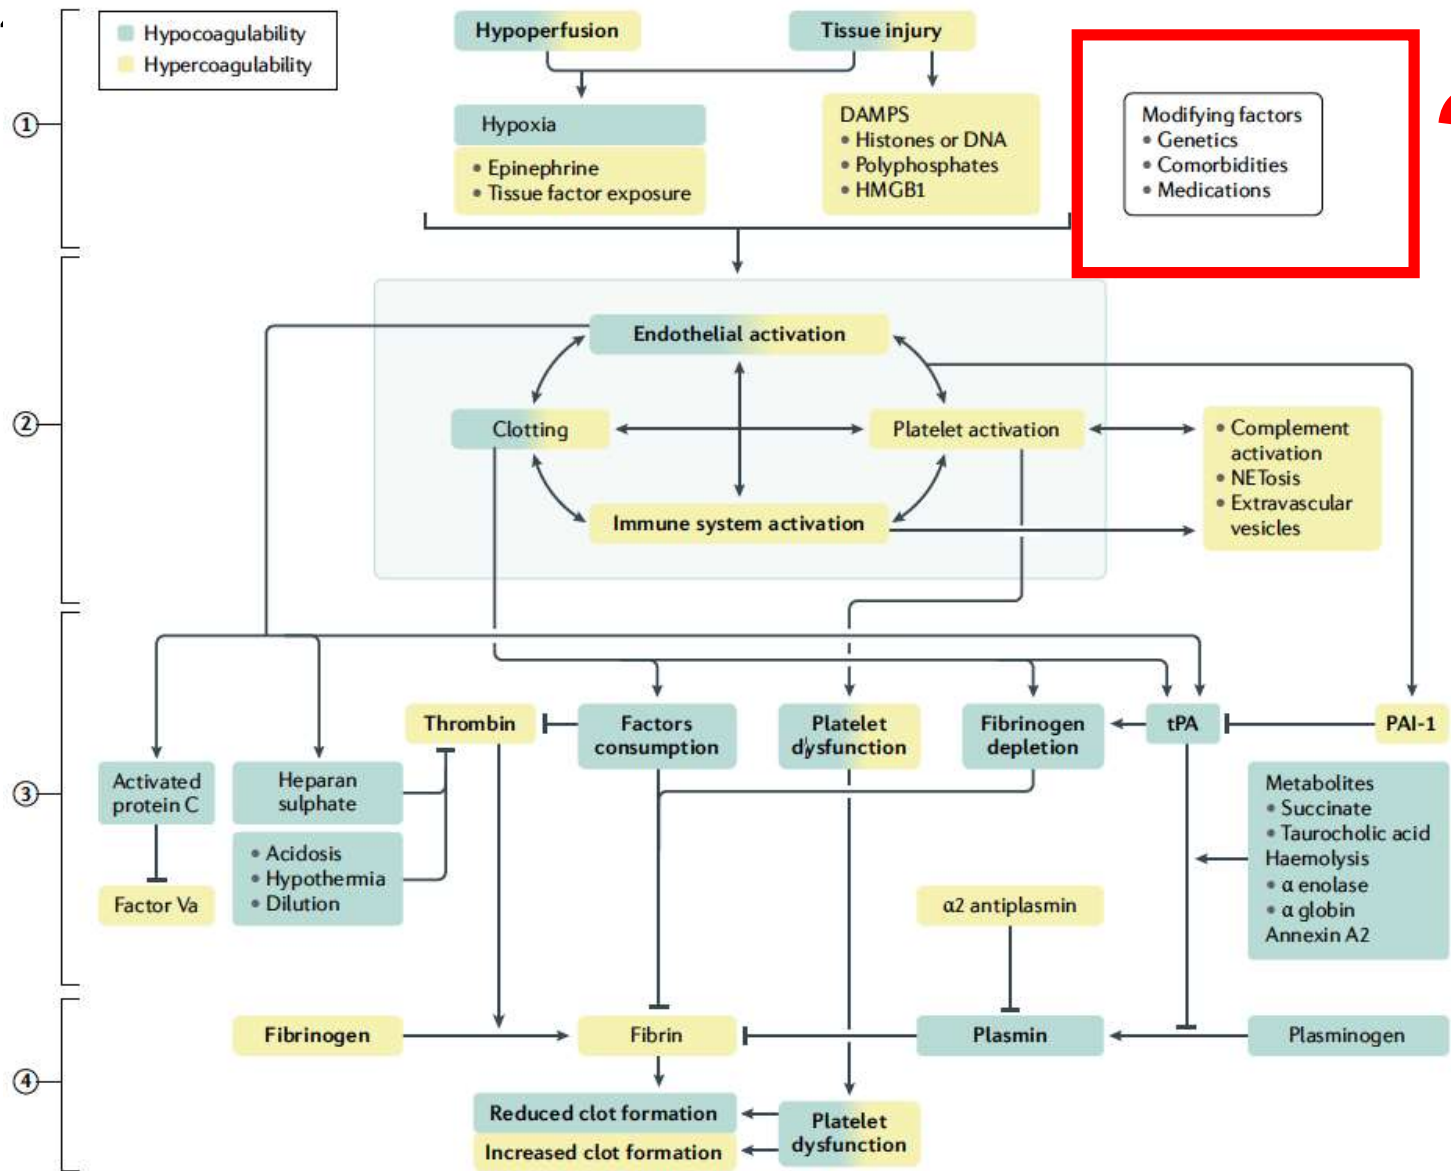 Hypocoagulability
Hypercoagulability
Hypoperfusion
Tissue injury
1
Hypoxia
• Epinephrine
• Tissue factor exposure
DAMPS
• Histones or DNA
• Polyphosphates
• HMGB1
Modifying factors
• Genetics
• Comorbidities
• Medications
2
Endothelial activation
Clotting
Platelet activation
Immune system activation
• Complement
activation
• NETosis
• Extravascular
vesicles
3
Thrombin
Factors
consumption
Platelet
dysfunction
Fibrinogen
depletion
tPA
PAI-1
Activated
protein C
Heparan
sulphate
• Acidosis
• Hypothermia
• Dilution
Factor Va
α2 antiplasmin
Metabolites
• Succinate
• Taurocholic acid
Haemolysis
• α enolase
• α globin
Annexin A2
4
Fibrinogen
Fibrin
Plasmin
Plasminogen
Reduced clot formation
Increased clot formation
Platelet
dysfunction